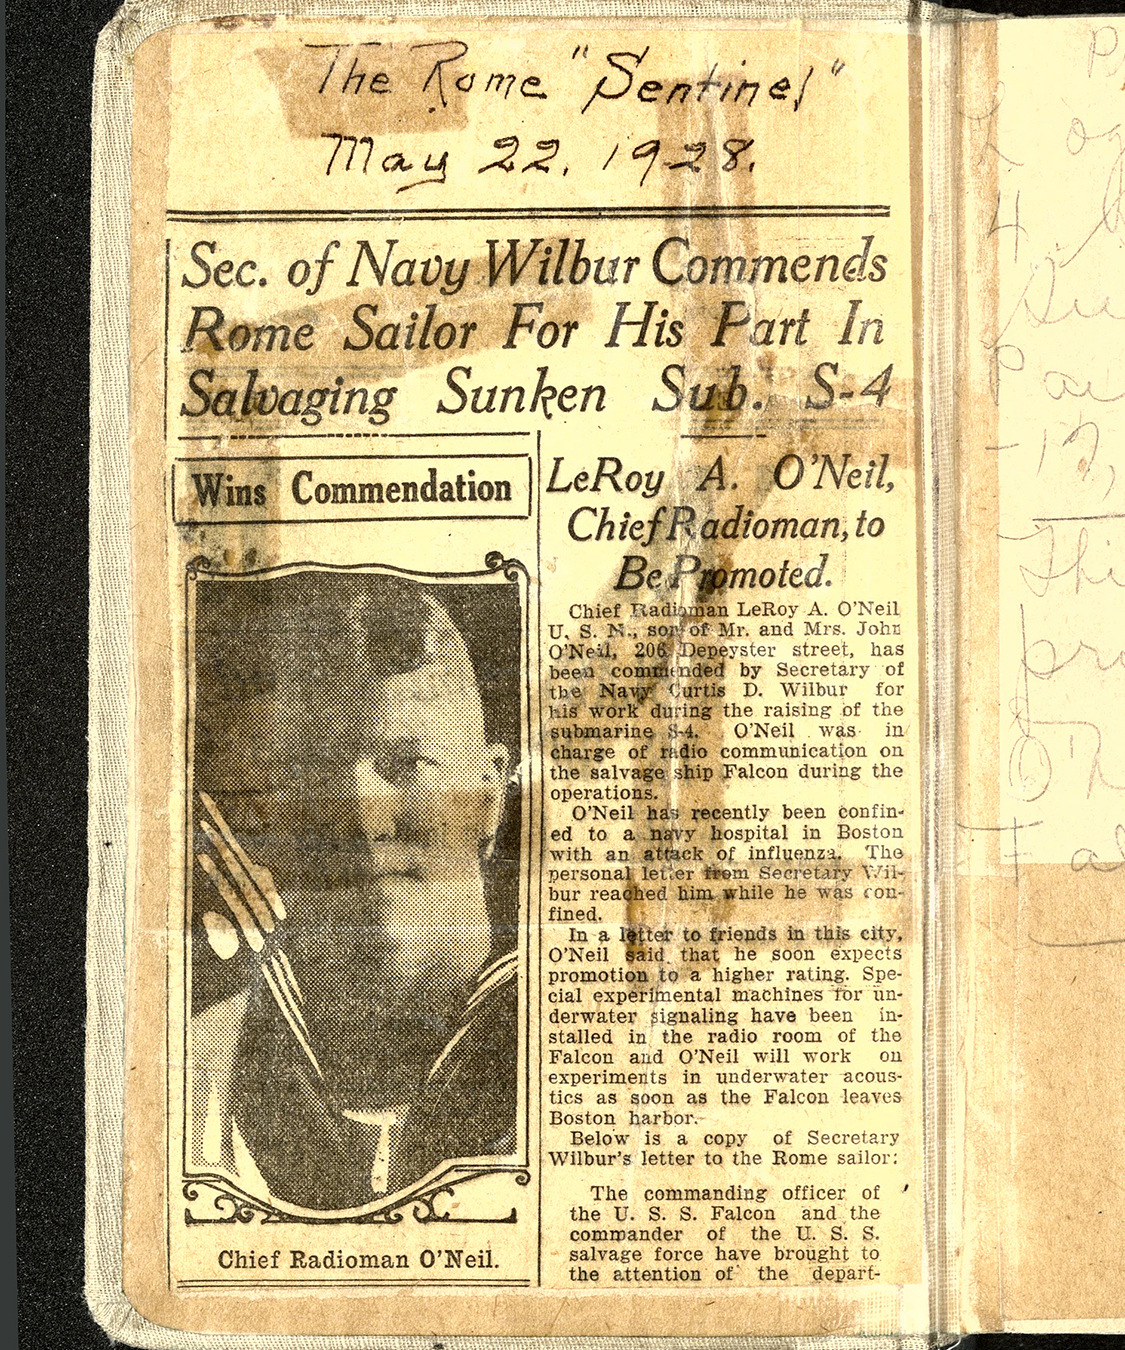 The Rome "Sentinel"
May 22, 1928.
Sec. of Navy Wilbur Commends
Rome Sailor For His Part In
Salvaging Sunken Sub. S-4
Wins Commendation
Chief Radioman O'Neil.
LeRoy A. O'Neil,
Chief Radioman, to
Be Promoted.
Chief Radioman LeRoy A. O'Neil
U. S. N., son of Mr. and Mrs. John
O'Neil, 206 Depeyster street, has
been commended by Secretary of
the Navy Curtis D. Wilbur for
his work during the raising of the
submarine S-4. O'Neil was in
charge of radio communication on
the salvage ship Falcon during the
operations.
O'Neil has recently been confin-
ed to a navy hospital in Boston
with an attack of influenza. The
personal letter from Secretary Wil-
bur reached him while he was con-
fined.
In a letter to friends in this city,
O'Neil said that he soon expects
promotion to a higher rating. Spe-
cial experimental machines for un-
derwater signaling have been in-
stalled in the radio room of the
Falcon and O'Neil will work on
experiments in underwater acous-
tics as soon as the Falcon leaves
Boston harbor.
Below is a copy of Secretary
Wilbur's letter to the Rome sailor:
The commanding officer of
the U. S. S. Falcon and the
commander of the U. S. S.
salvage force have brought to
the attention of the depart-